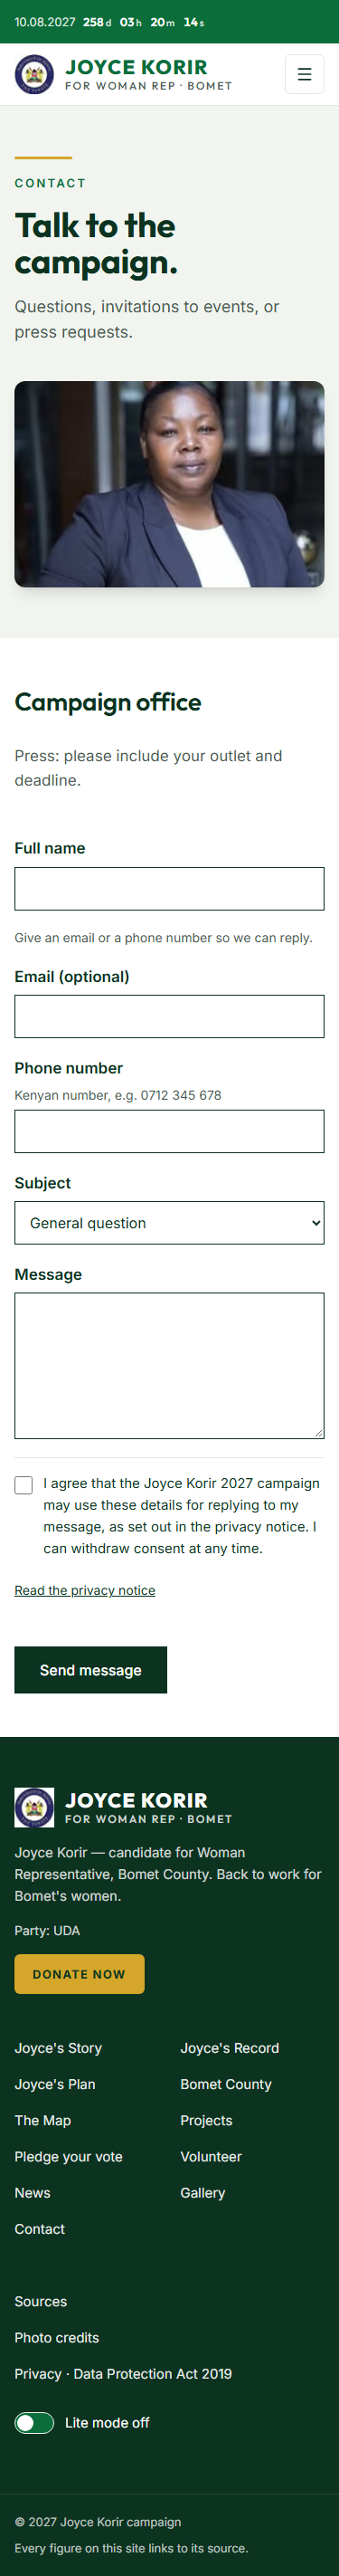 10.08.2027 258 d 03 h 20 m 14 s
JOYCE KORIR
FOR WOMAN REP · BOMET
CONTACT
Talk to the
campaign.
Questions, invitations to events, or
press requests.
Campaign office
Press: please include your outlet and
deadline.
Full name
Give an email or a phone number so we can reply.
Email (optional)
Phone number
Kenyan number, e.g. 0712 345 678
Subject
General question
Message
I agree that the Joyce Korir 2027 campaign
may use these details for replying to my
message, as set out in the privacy notice. I
can withdraw consent at any time.
Read the privacy notice
Send message
JOYCE KORIR
FOR WOMAN REP · BOMET
Joyce Korir — candidate for Woman
Representative, Bomet County. Back to work for
Bomet's women.
Party: UDA
DONATE NOW
Joyce's Story
Joyce's Record
Joyce's Plan
Bomet County
The Map
Projects
Pledge your vote
Volunteer
News
Gallery
Contact
Sources
Photo credits
Privacy · Data Protection Act 2019
Lite mode off
© 2027 Joyce Korir campaign
Every figure on this site links to its source.